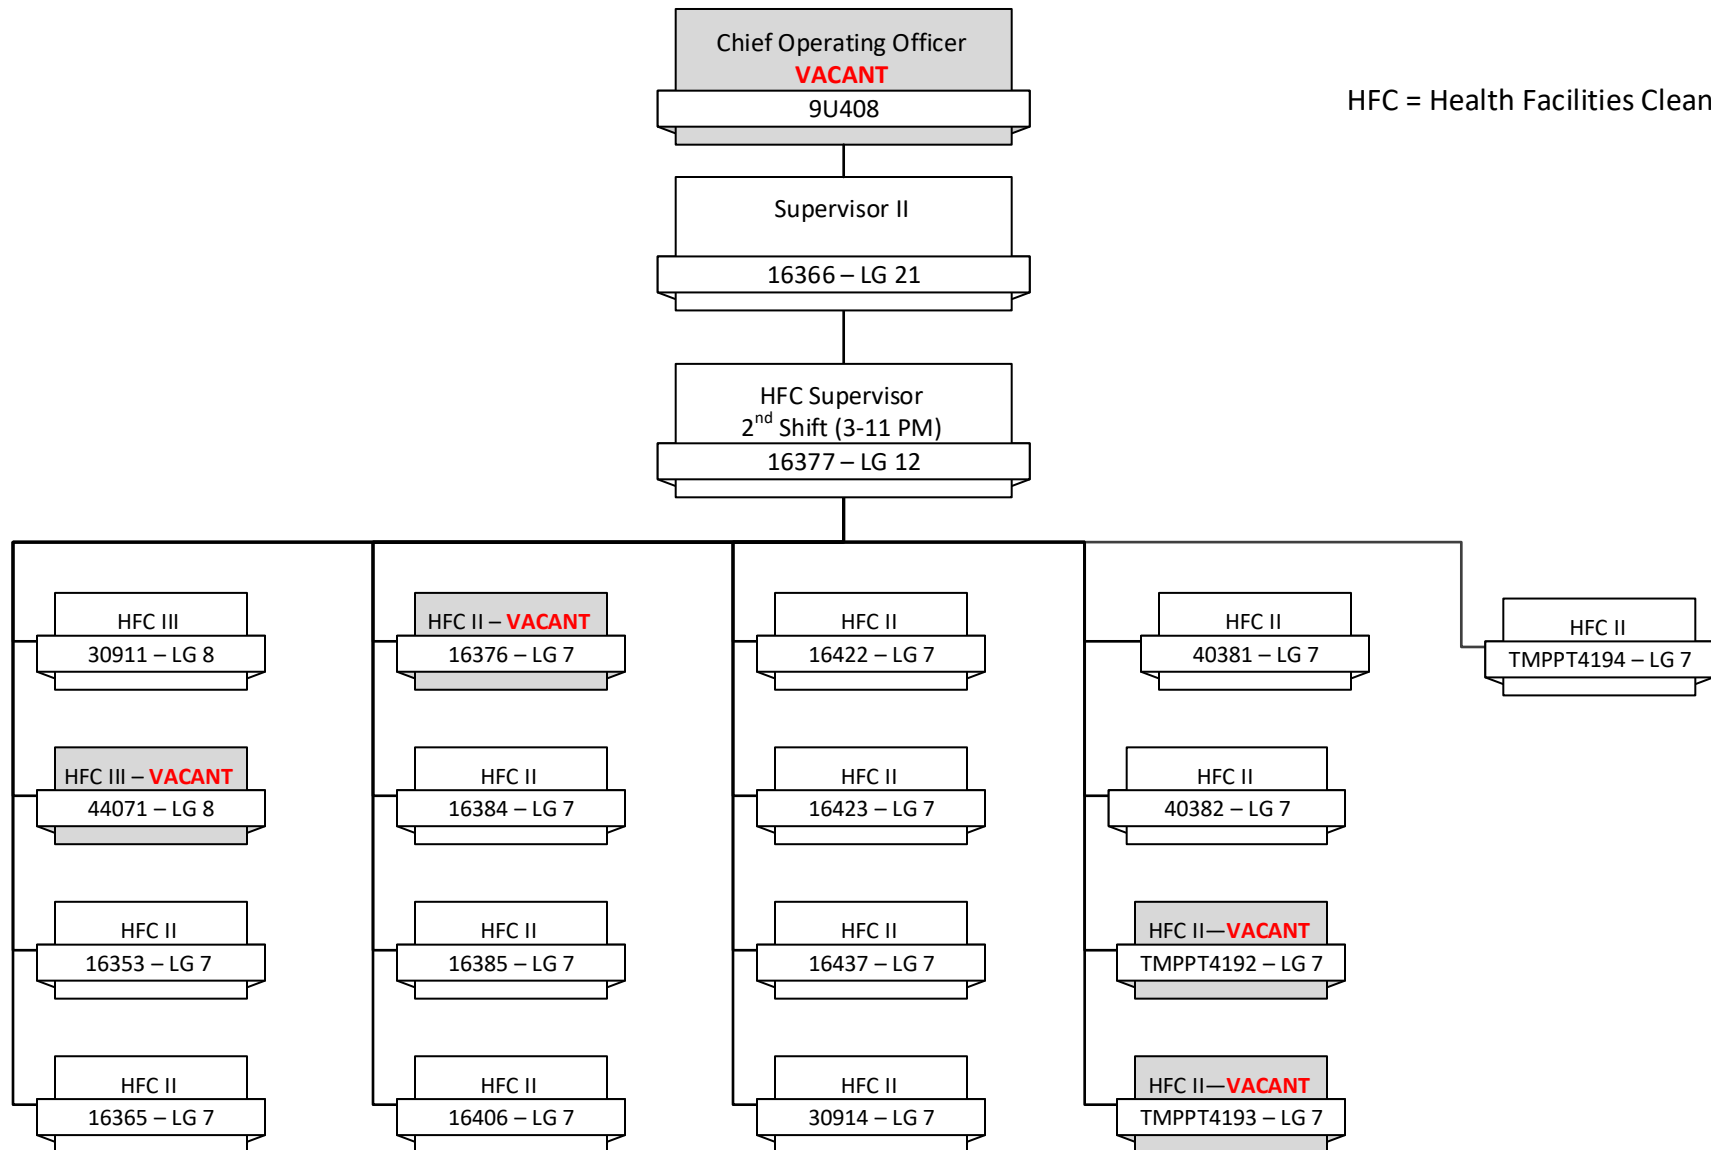 Chief Operating Officer
VACANT
9U408
HFC = Health Facilities Clean
Supervisor II
16366 – LG 21
HFC Supervisor
2nd Shift (3-11 PM)
16377 – LG 12
HFC III
30911 – LG 8
HFC II – VACANT
16376 – LG 7
HFC II
16422 – LG 7
HFC II
40381 – LG 7
HFC II
TMPPT4194 – LG 7
HFC III – VACANT
44071 – LG 8
HFC II
16384 – LG 7
HFC II
16423 – LG 7
HFC II
40382 – LG 7
HFC II
16353 – LG 7
HFC II
16385 – LG 7
HFC II
16437 – LG 7
HFC II—VACANT
TMPPT4192 – LG 7
HFC II
16365 – LG 7
HFC II
16406 – LG 7
HFC II
30914 – LG 7
HFC II—VACANT
TMPPT4193 – LG 7